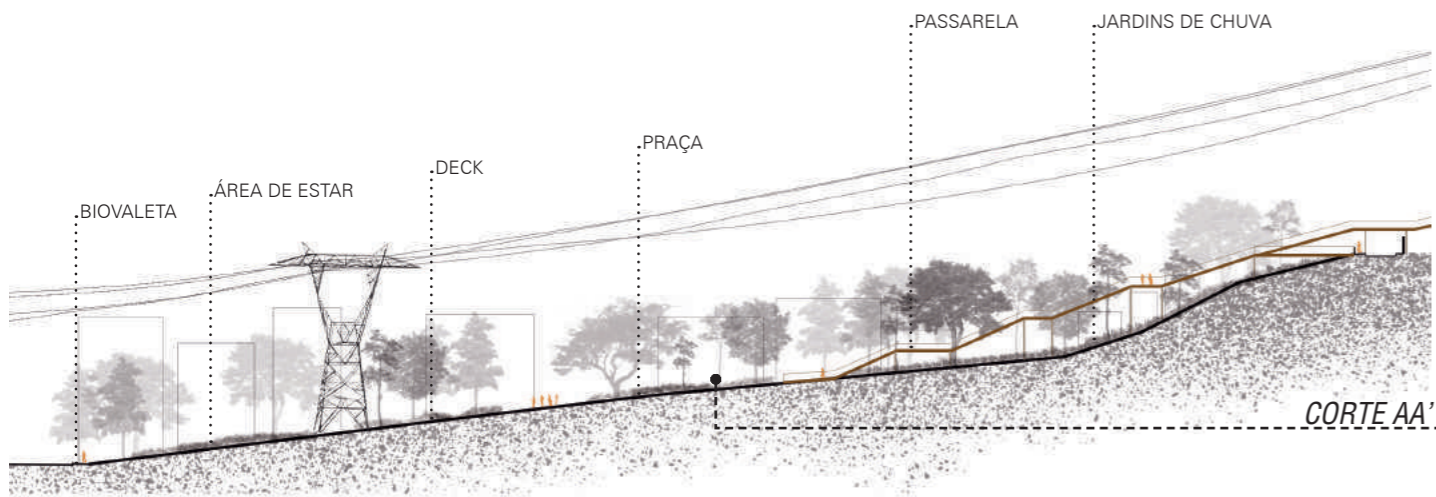 PASSARELA
JARDINS DE CHUVA
PRAÇA
DECK
ÁREA DE ESTAR
BIOVALETA
CORTE AA'